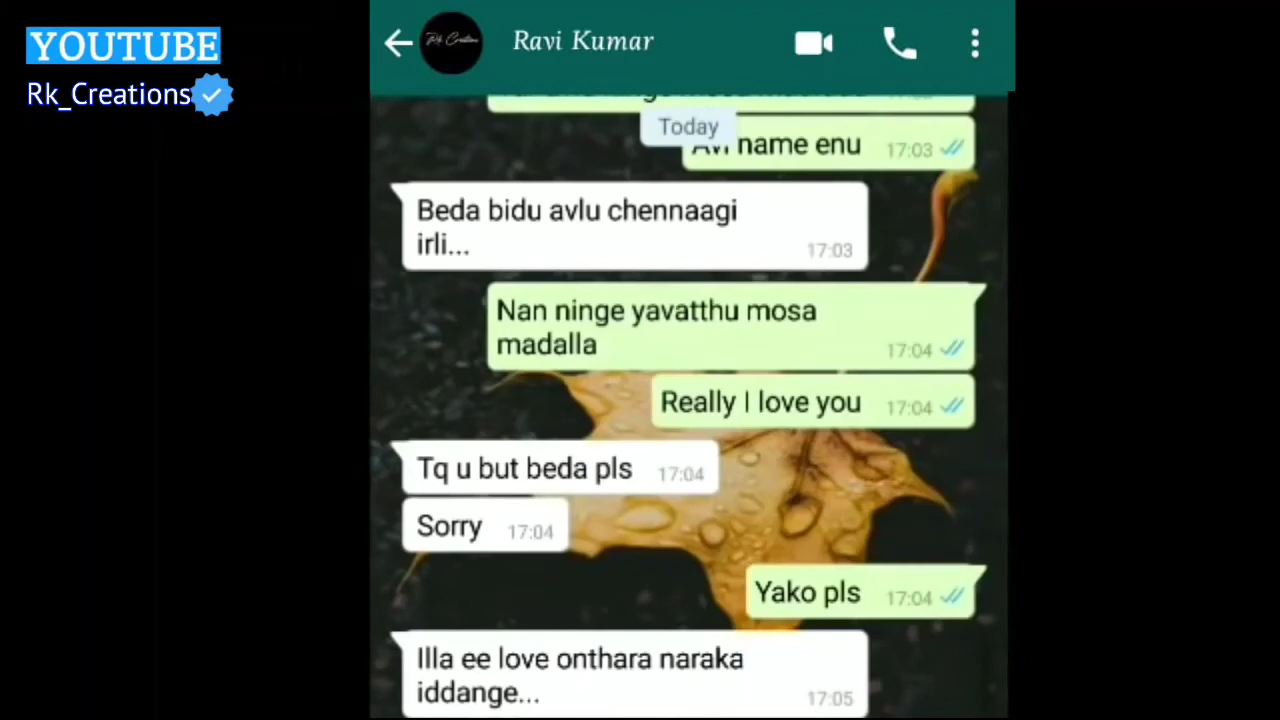 YOUTUBE
Rk_Creations
Rk Creation
Ravi Kumar
Today
name enu 17:03
Beda bidu avlu chennaagi
irli... 17:03
Nan ninge yavatthu mosa
madalla 17:04
Really I love you 17:04
Tq u but beda pls 17:04
Sorry 17:04
Yako pls 17:04
Illa ee love onthara naraka
iddange... 17:05